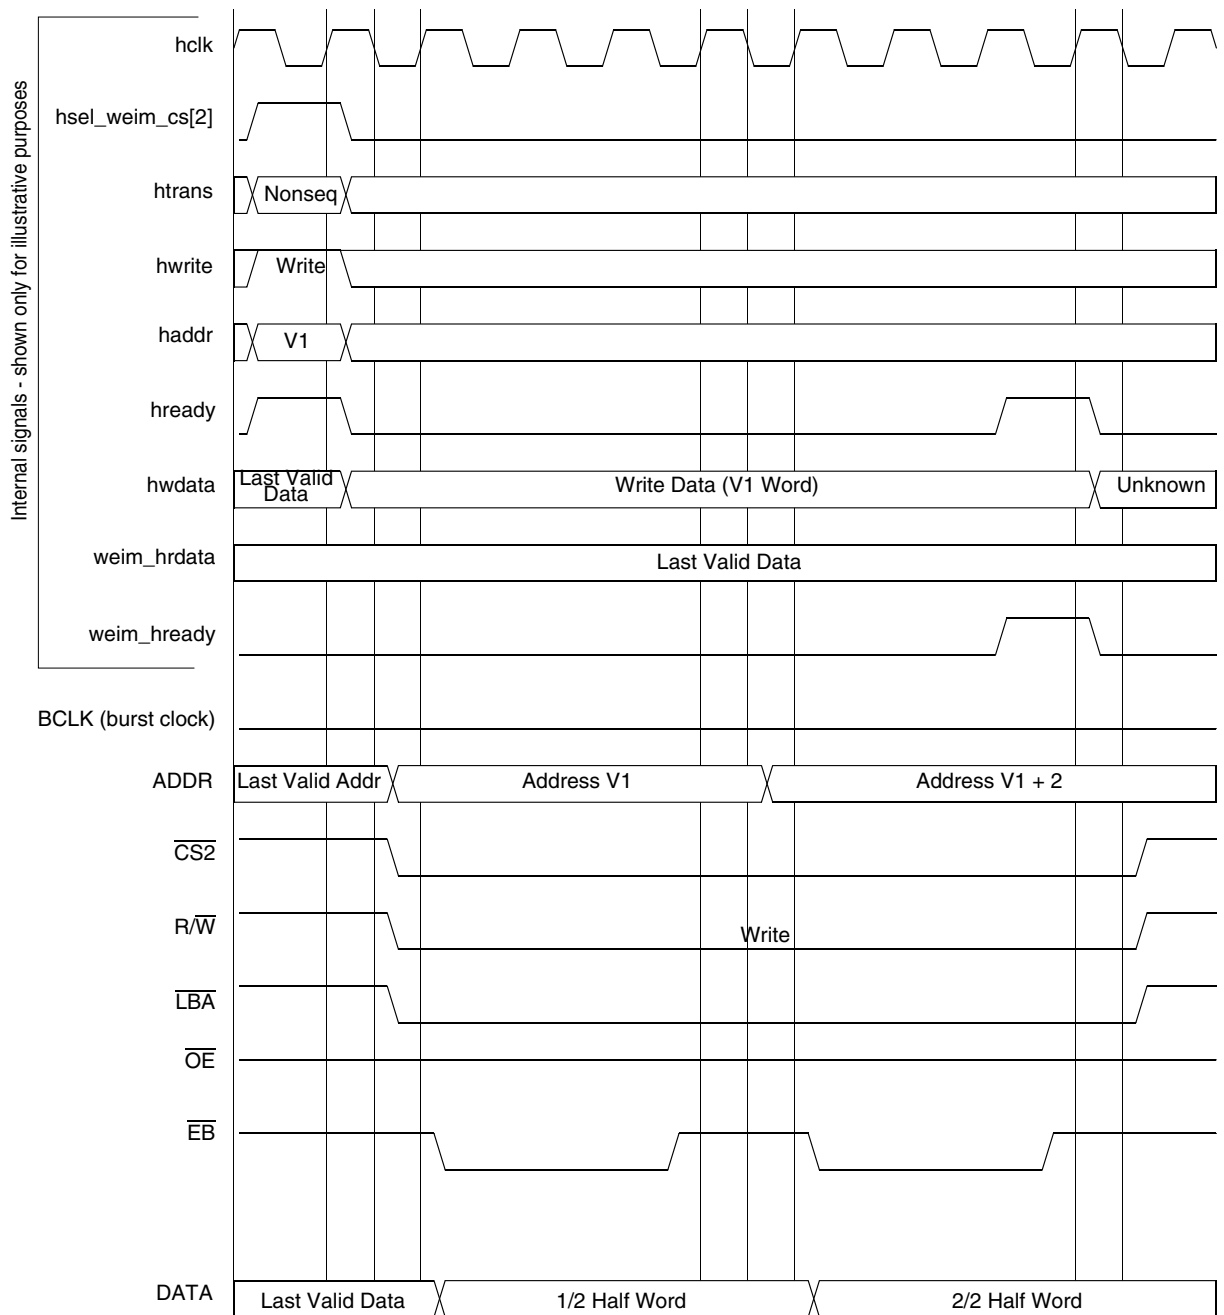 Internal signals - shown only for illustrative purposes
hclk
hsel_weim_cs[2]
htrans
Nonseq
hwrite
Write
haddr
V1
hready
hwdata
Last Valid
Data
Write Data (V1 Word)
Unknown
weim_hrdata
Last Valid Data
weim_hready
BCLK (burst clock)
ADDR
Last Valid Addr
Address V1
Address V1 + 2
CS2
R/W
Write
LBA
OE
EB
DATA
Last Valid Data
1/2 Half Word
2/2 Half Word